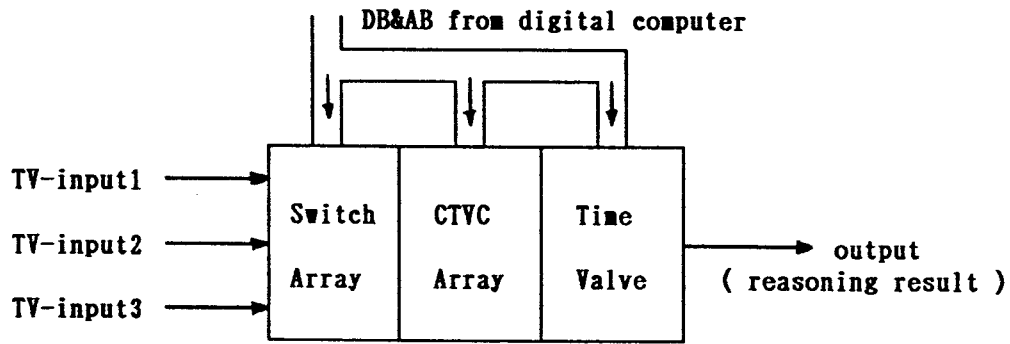 DB&AB from digital computer
TV-input1
TV-input2
TV-input3
Switch
Array
CTVC
Array
Time
Valve
output
( reasoning result )